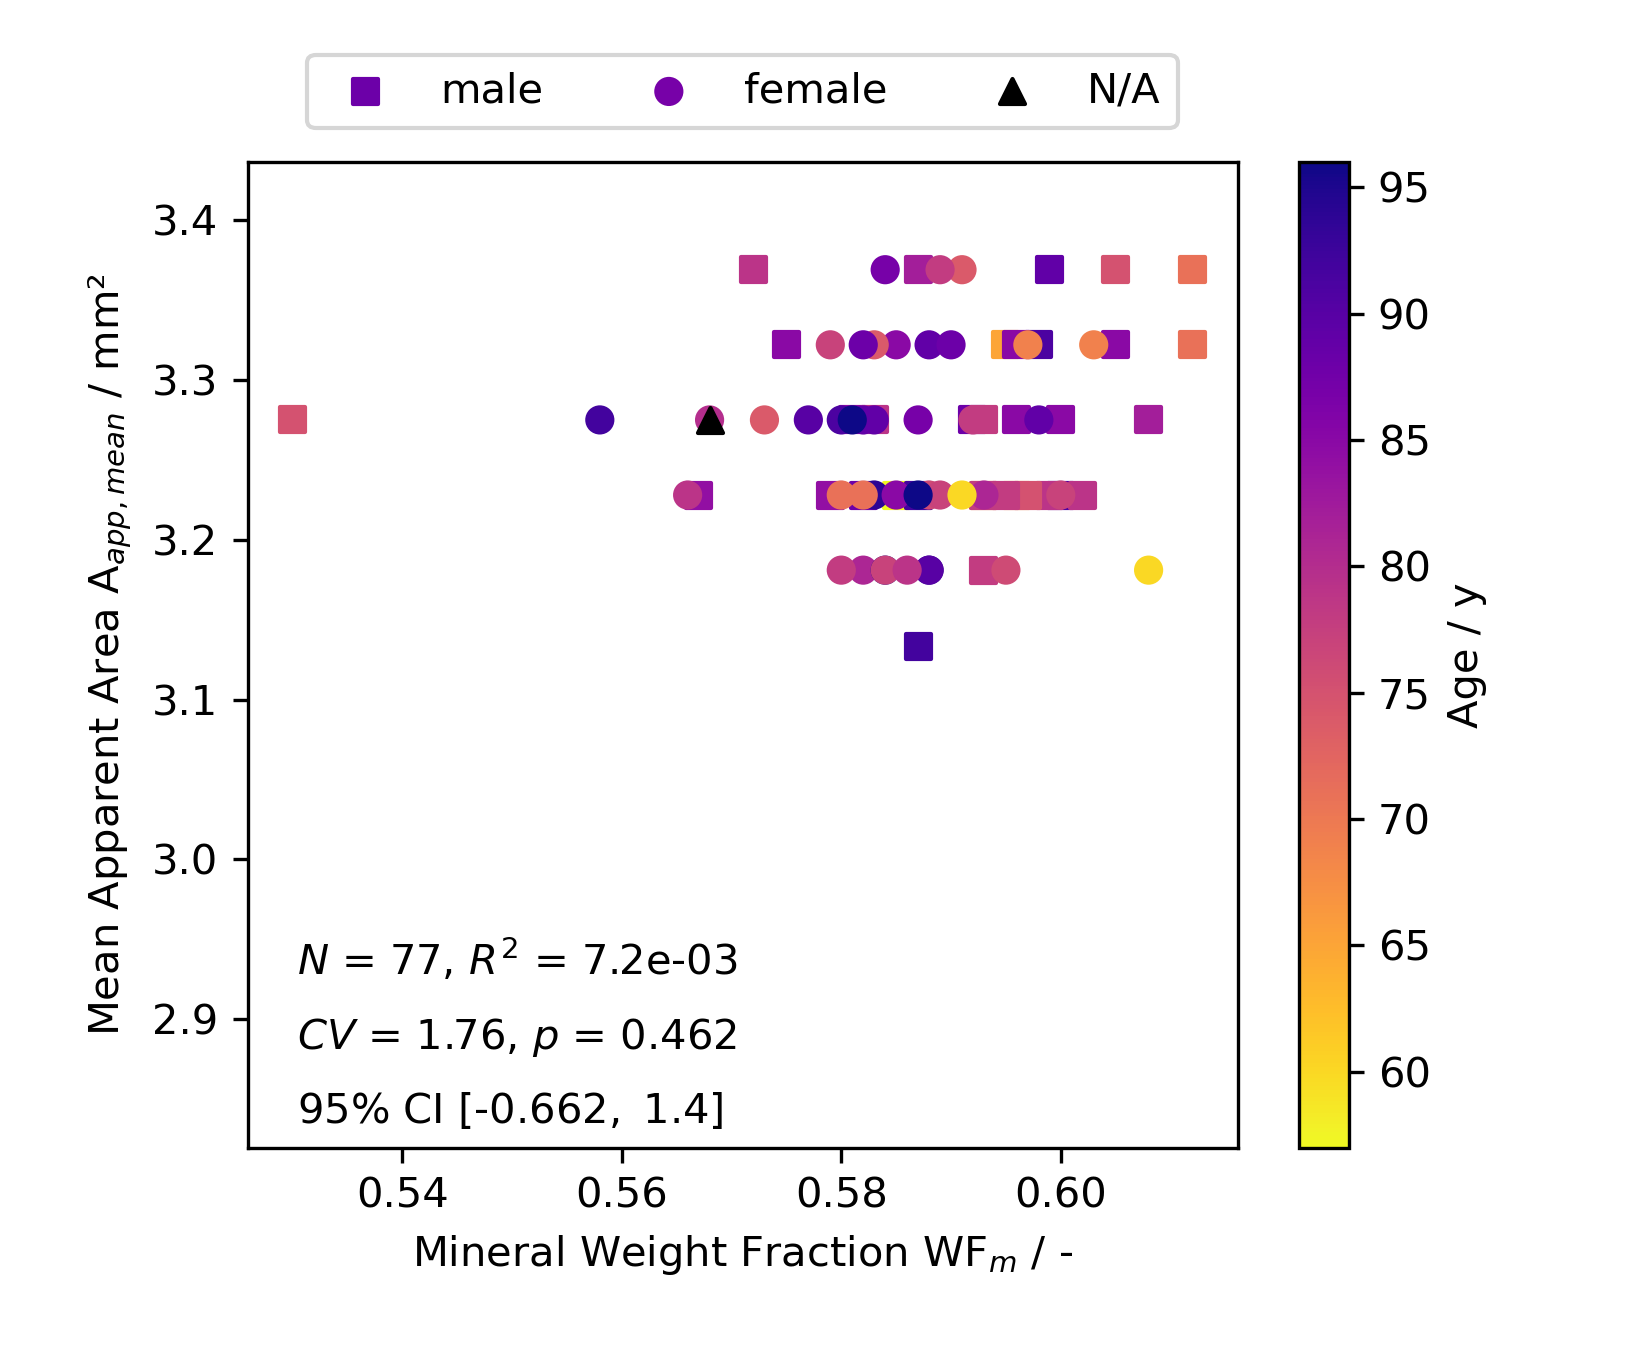 male female N/A
3.4
3.3
3.2
3.1
3.0
2.9
Mean Apparent Area A_app,mean / mm²
N = 77, R² = 7.2e-03
CV = 1.76, p = 0.462
95% CI [-0.662, 1.4]
0.54 0.56 0.58 0.60
Mineral Weight Fraction WF_m / -
95
90
85
80
75
70
65
60
Age / y